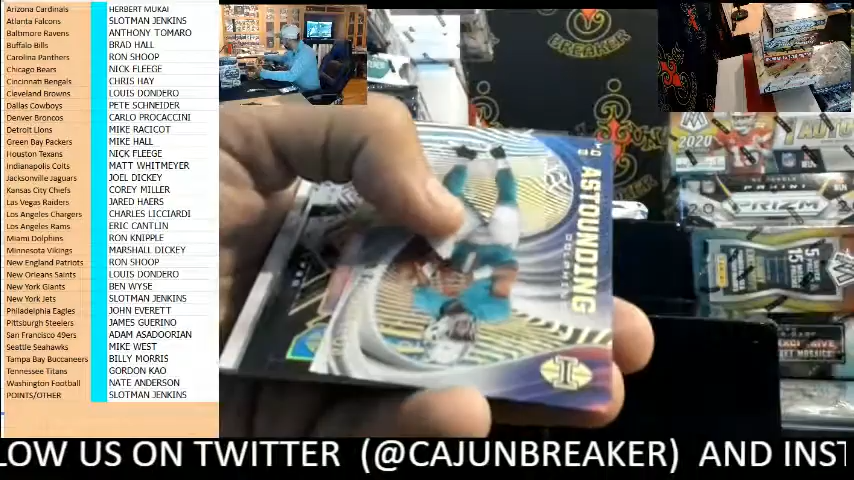 Arizona Cardinals HERBERT MUKAI
Atlanta Falcons SLOTMAN JENKINS
Baltimore Ravens ANTHONY TOMARO
Buffalo Bills BRAD HALL
Carolina Panthers RON SHOOP
Chicago Bears NICK FLEEGE
Cincinnati Bengals CHRIS HAY
Cleveland Browns LOUIS DONDERO
Dallas Cowboys PETE SCHNEIDER
Denver Broncos CARLO PROCACCINI
Detroit Lions MIKE RACICOT
Green Bay Packers MIKE HALL
Houston Texans NICK FLEEGE
Indianapolis Colts MATT WHITMEYER
Jacksonville Jaguars JOEL DICKEY
Kansas City Chiefs COREY MILLER
Las Vegas Raiders JARED HAERS
Los Angeles Chargers CHARLES LICCIARDI
Los Angeles Rams ERIC CANTLIN
Miami Dolphins RON KNIPPLE
Minnesota Vikings MARSHALL DICKEY
New England Patriots RON SHOOP
New Orleans Saints LOUIS DONDERO
New York Giants BEN WYSE
New York Jets SLOTMAN JENKINS
Philadelphia Eagles JOHN EVERETT
Pittsburgh Steelers JAMES GUERINO
San Francisco 49ers ADAM ASADOORIAN
Seattle Seahawks MIKE WEST
Tampa Bay Buccaneers BILLY MORRIS
Tennessee Titans GORDON KAO
Washington Football NATE ANDERSON
POINTS/OTHER SLOTMAN JENKINS
BREAKER
ASTOUNDING
DOLPHINS
2020
1 AUTO
PANINI
PRIZM
LOW US ON TWITTER (@CAJUNBREAKER) AND INST